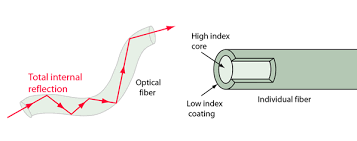 Total internal
reflection
Optical
fiber
High index
core
Low index
coating
Individual fiber